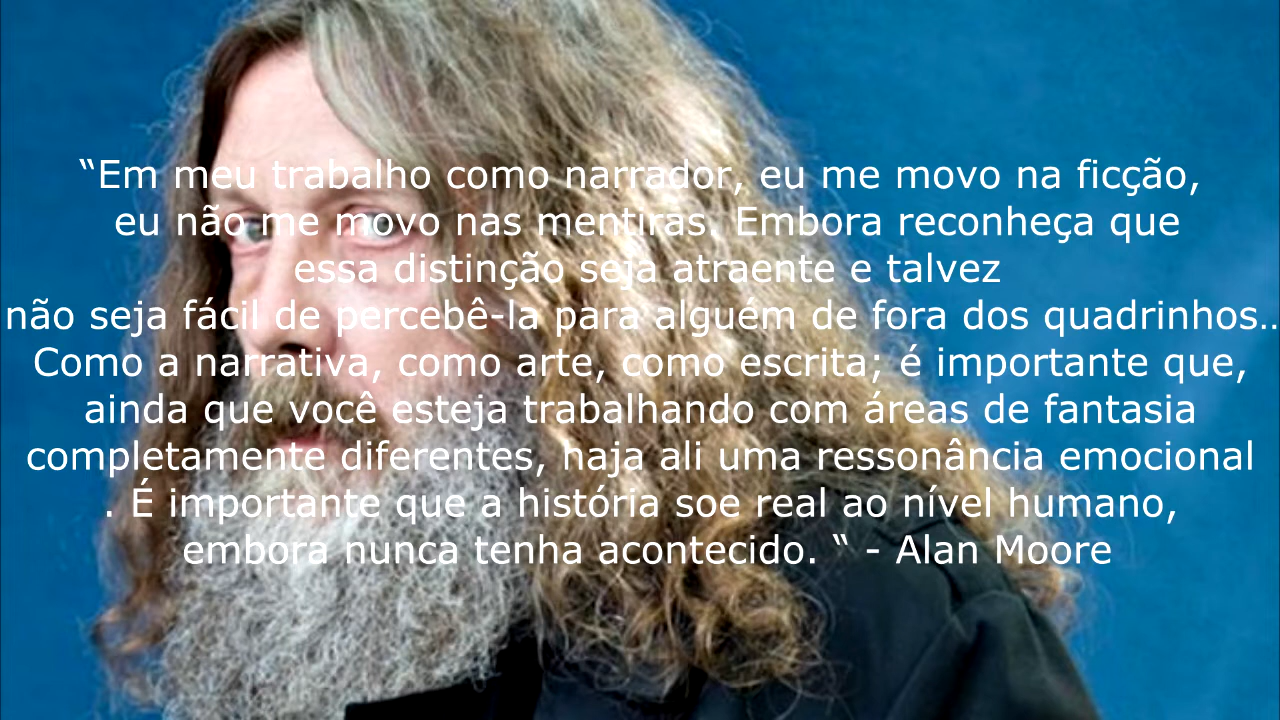 “Em meu trabalho como narrador, eu me movo na ficção,
eu não me movo nas mentiras. Embora reconheça que
essa distinção seja atraente e talvez
não seja fácil de percebê-la para alguém de fora dos quadrinhos..
Como a narrativa, como arte, como escrita; é importante que,
ainda que você esteja trabalhando com áreas de fantasia
completamente diferentes, haja ali uma ressonância emocional
. É importante que a história soe real ao nível humano,
embora nunca tenha acontecido. “ - Alan Moore